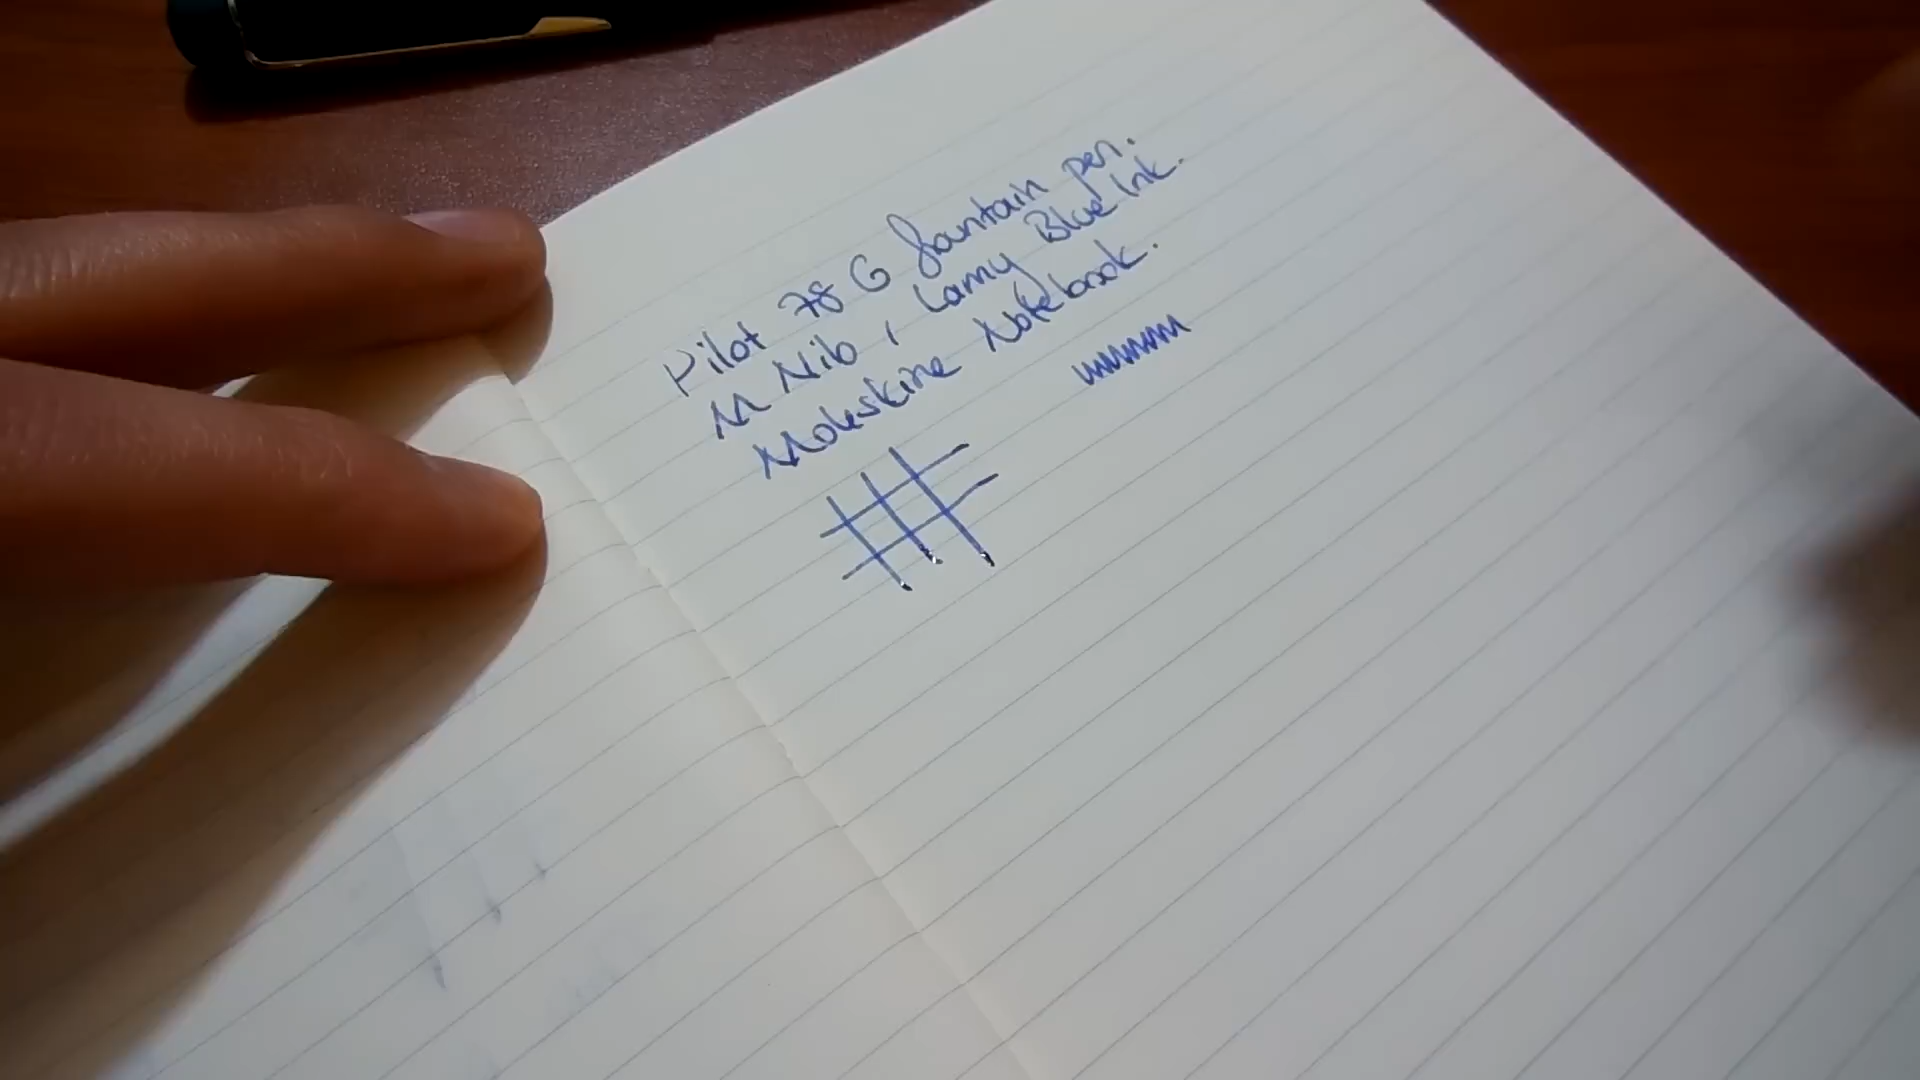 Pilot 78 G fountain pen.
M Nib, Lamy Blue Ink.
Moleskine Notebook.